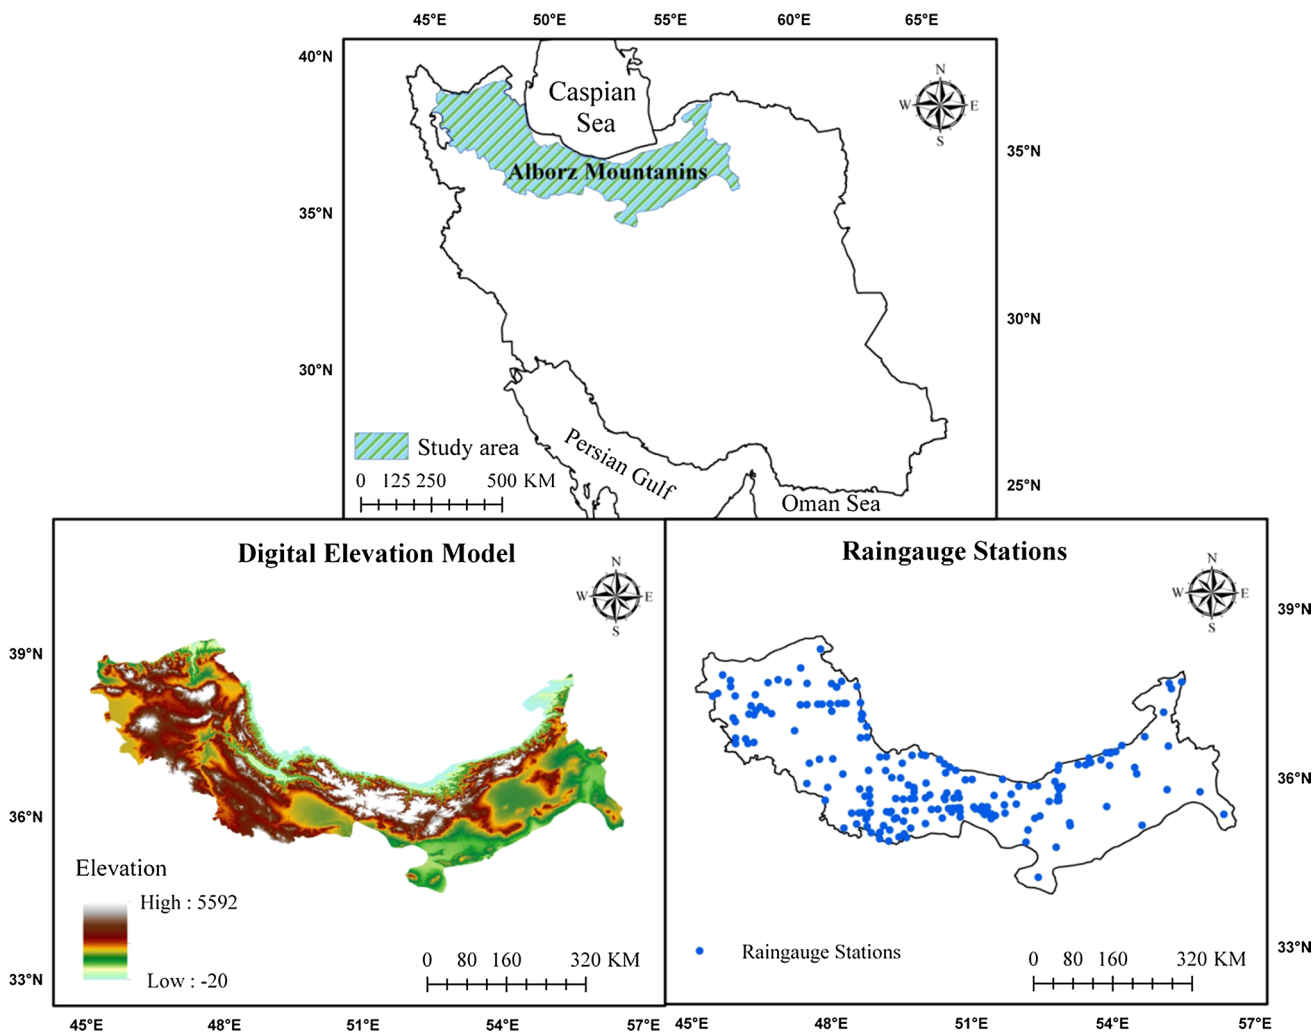 45°E 50°E 55°E 60°E 65°E
40°N
N
W E
S
Caspian
Sea
35°N
Alborz Mountanins
35°N
30°N
30°N
Study area
Persian Gulf
0 125 250 500 KM
25°N
Oman Sea
Digital Elevation Model
N
W E
S
39°N
36°N
Elevation
High : 5592
Low : -20
0 80 160 320 KM
33°N
45°E 48°E 51°E 54°E 57°E
Raingauge Stations
N
W E
S
39°N
36°N
33°N
Raingauge Stations
0 80 160 320 KM
45°E 48°E 51°E 54°E 57°E